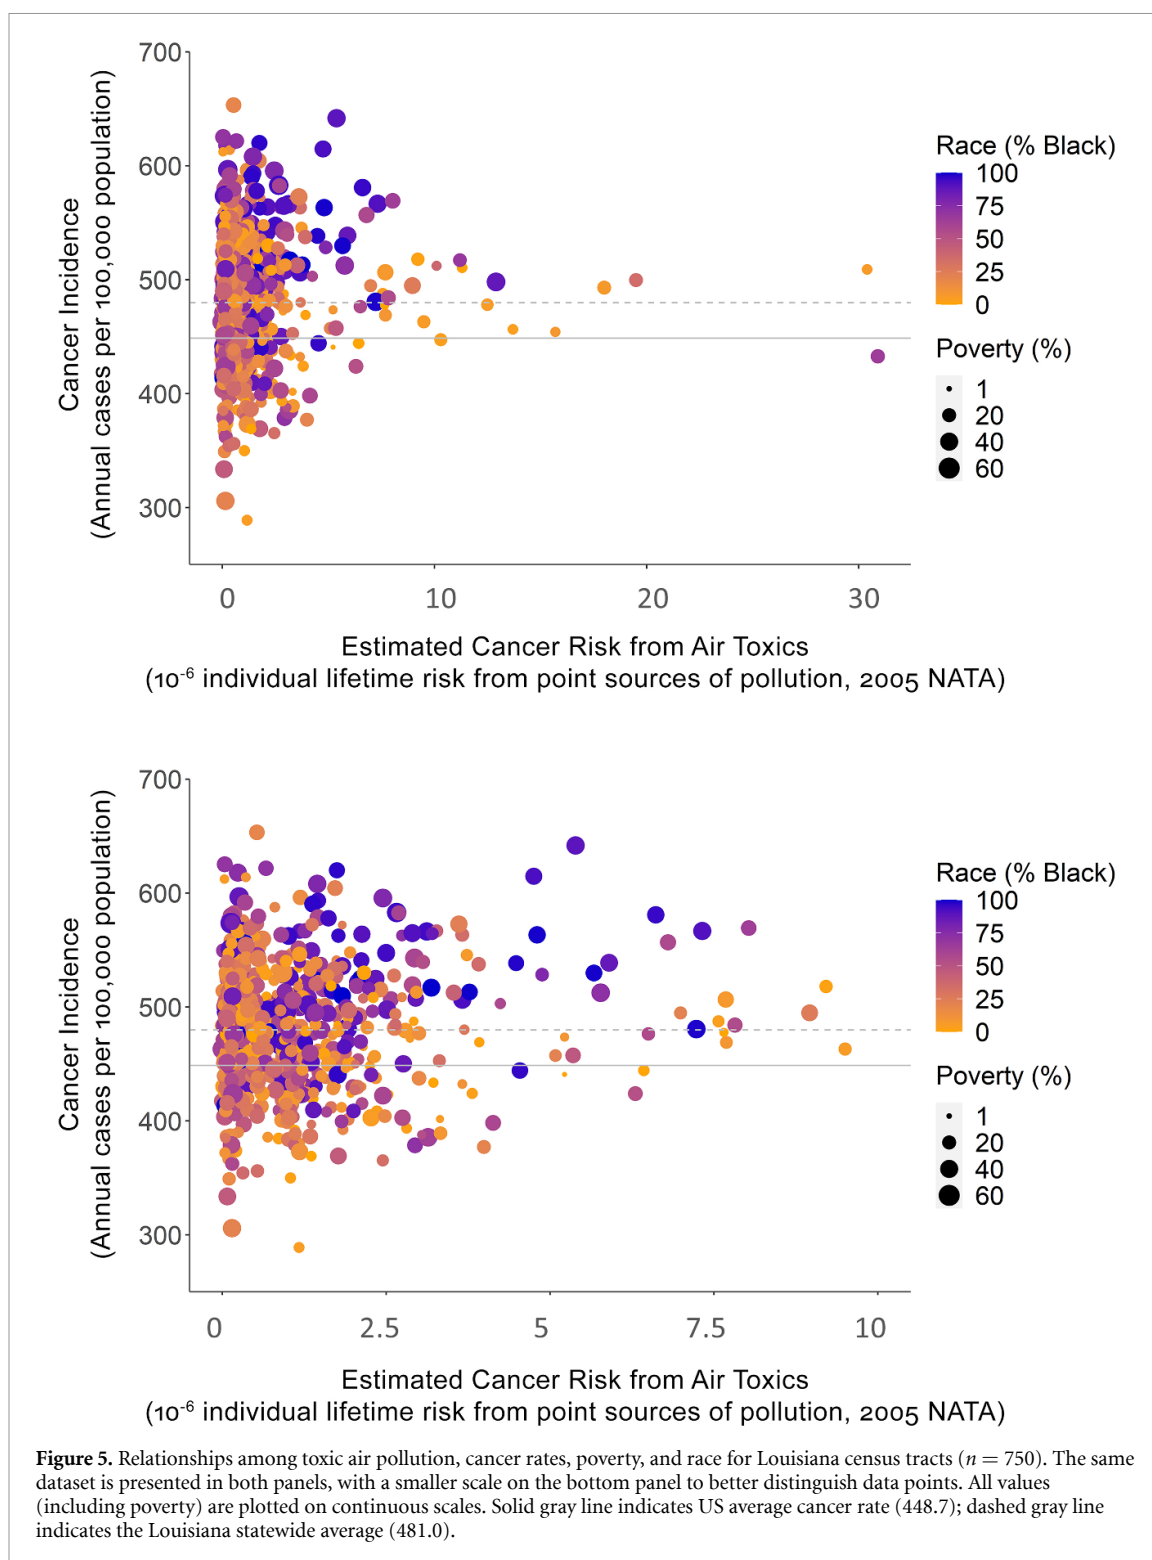 700
600
500
400
300
Cancer Incidence
(Annual cases per 100,000 population)
0
10
20
30
Estimated Cancer Risk from Air Toxics
(10-6 individual lifetime risk from point sources of pollution, 2005 NATA)
Race (% Black)
100
75
50
25
0
Poverty (%)
1
20
40
60
700
600
500
400
300
Cancer Incidence
(Annual cases per 100,000 population)
0
2.5
5
7.5
10
Estimated Cancer Risk from Air Toxics
(10-6 individual lifetime risk from point sources of pollution, 2005 NATA)
Race (% Black)
100
75
50
25
0
Poverty (%)
1
20
40
60
Figure 5. Relationships among toxic air pollution, cancer rates, poverty, and race for Louisiana census tracts (n = 750). The same
dataset is presented in both panels, with a smaller scale on the bottom panel to better distinguish data points. All values
(including poverty) are plotted on continuous scales. Solid gray line indicates US average cancer rate (448.7); dashed gray line
indicates the Louisiana statewide average (481.0).